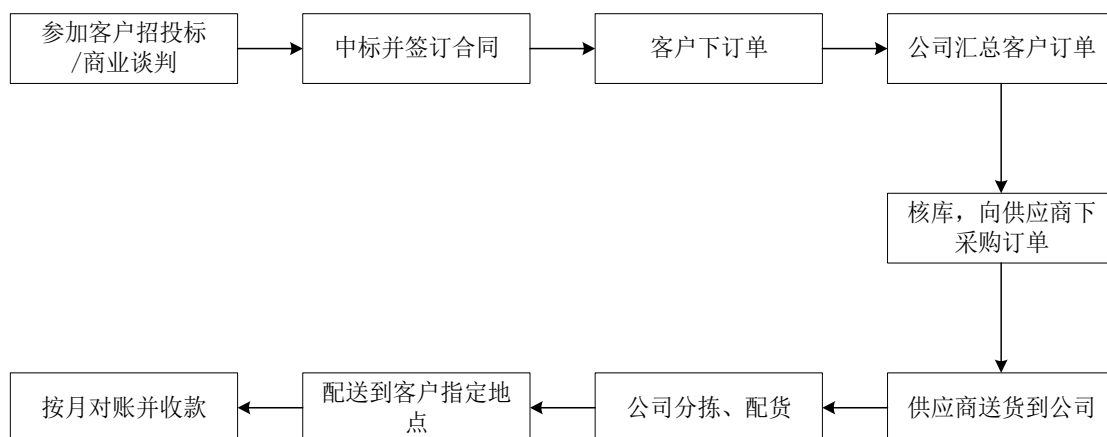 参加客户招投标
/商业谈判
中标并签订合同
客户下订单
公司汇总客户订单
核库，向供应商下
采购订单
供应商送货到公司
公司分拣、配货
配送到客户指定地
点
按月对账并收款